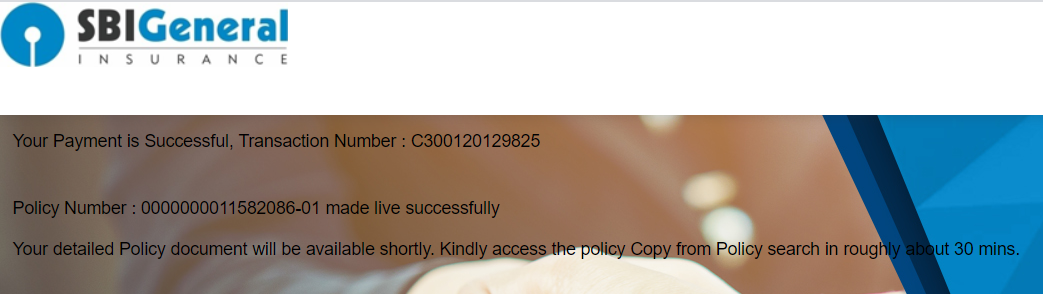 SBIGeneral
INSURANCE
Your Payment is Successful, Transaction Number : C300120129825
Policy Number : 0000000011582086-01 made live successfully
Your detailed Policy document will be available shortly. Kindly access the policy Copy from Policy search in roughly about 30 mins.